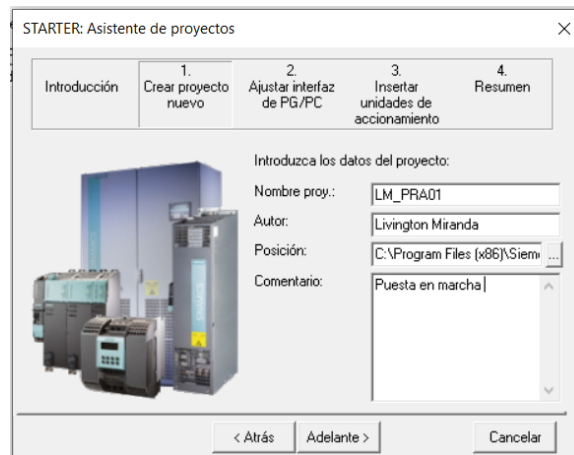 STARTER: Asistente de proyectos
Introducción
1.
Crear proyecto
nuevo
2.
Ajustar interfaz
de PG/PC
3.
Insertar
unidades de
accionamiento
4.
Resumen
Introduzca los datos del proyecto:
Nombre proy.: LM_PRA01
Autor: Livington Miranda
Posición: C:\Program Files (x86)\Siem ...
Comentario: Puesta en marcha
< Atrás Adelante > Cancelar